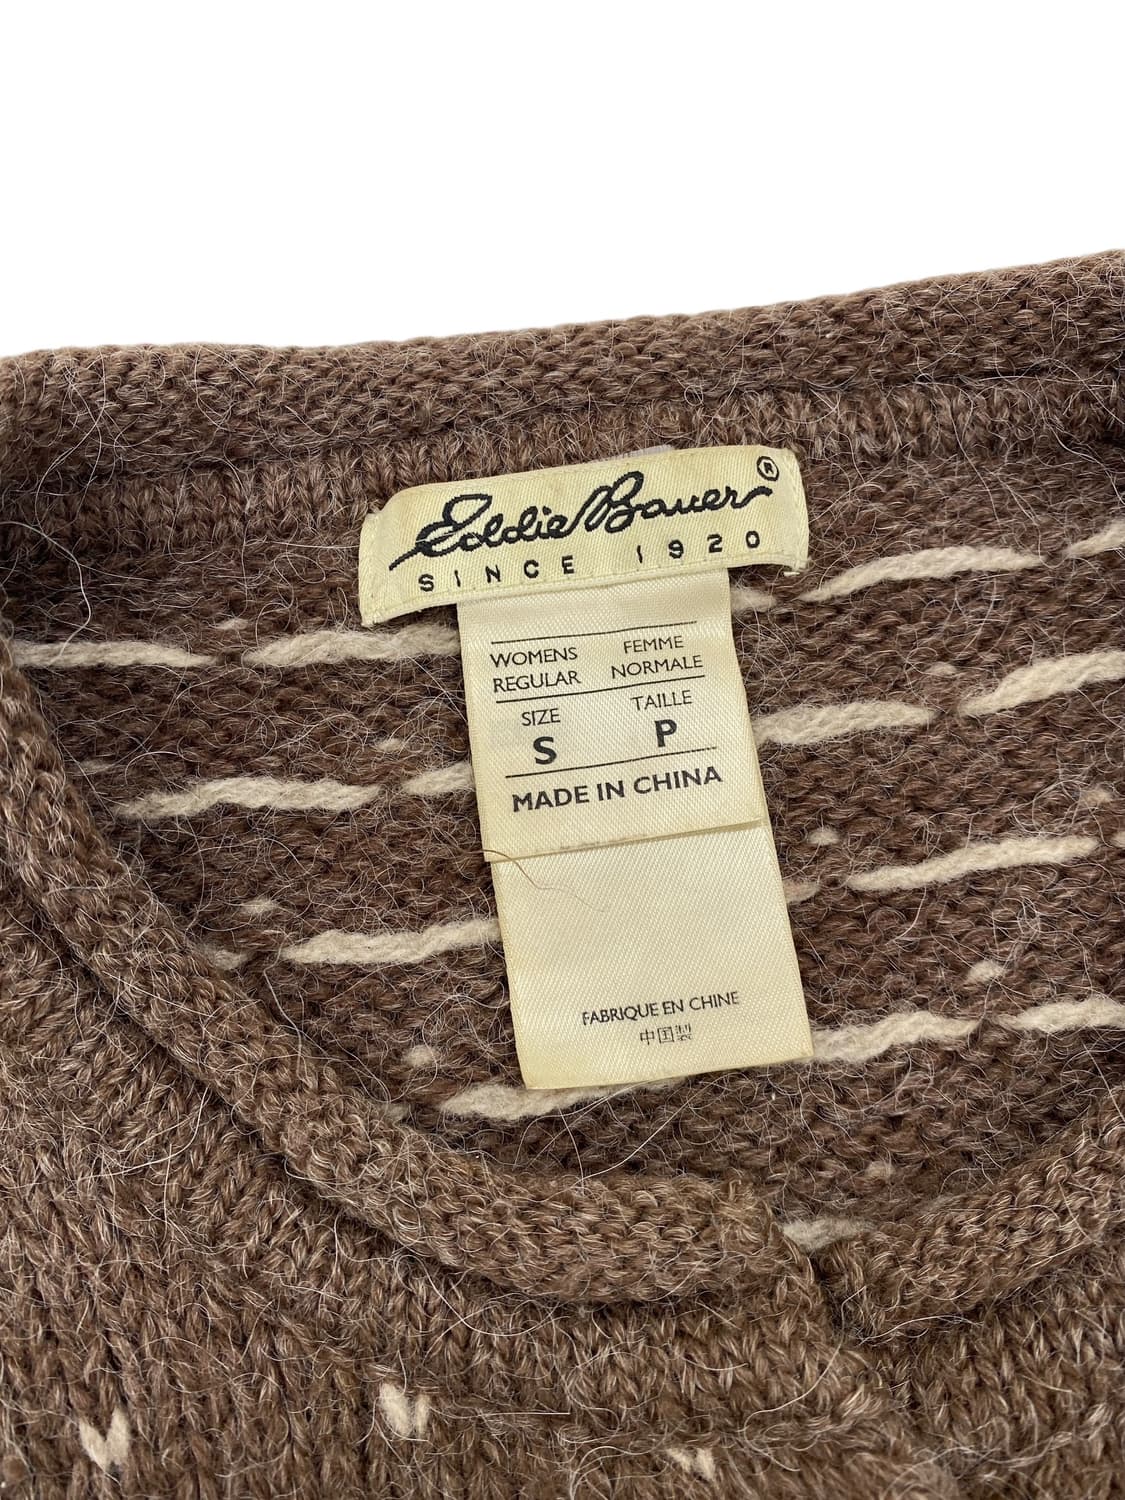 Eddie Bauer®
SINCE 1920
WOMENS FEMME
REGULAR NORMALE
SIZE TAILLE
S P
MADE IN CHINA
FABRIQUE EN CHINE
中国製